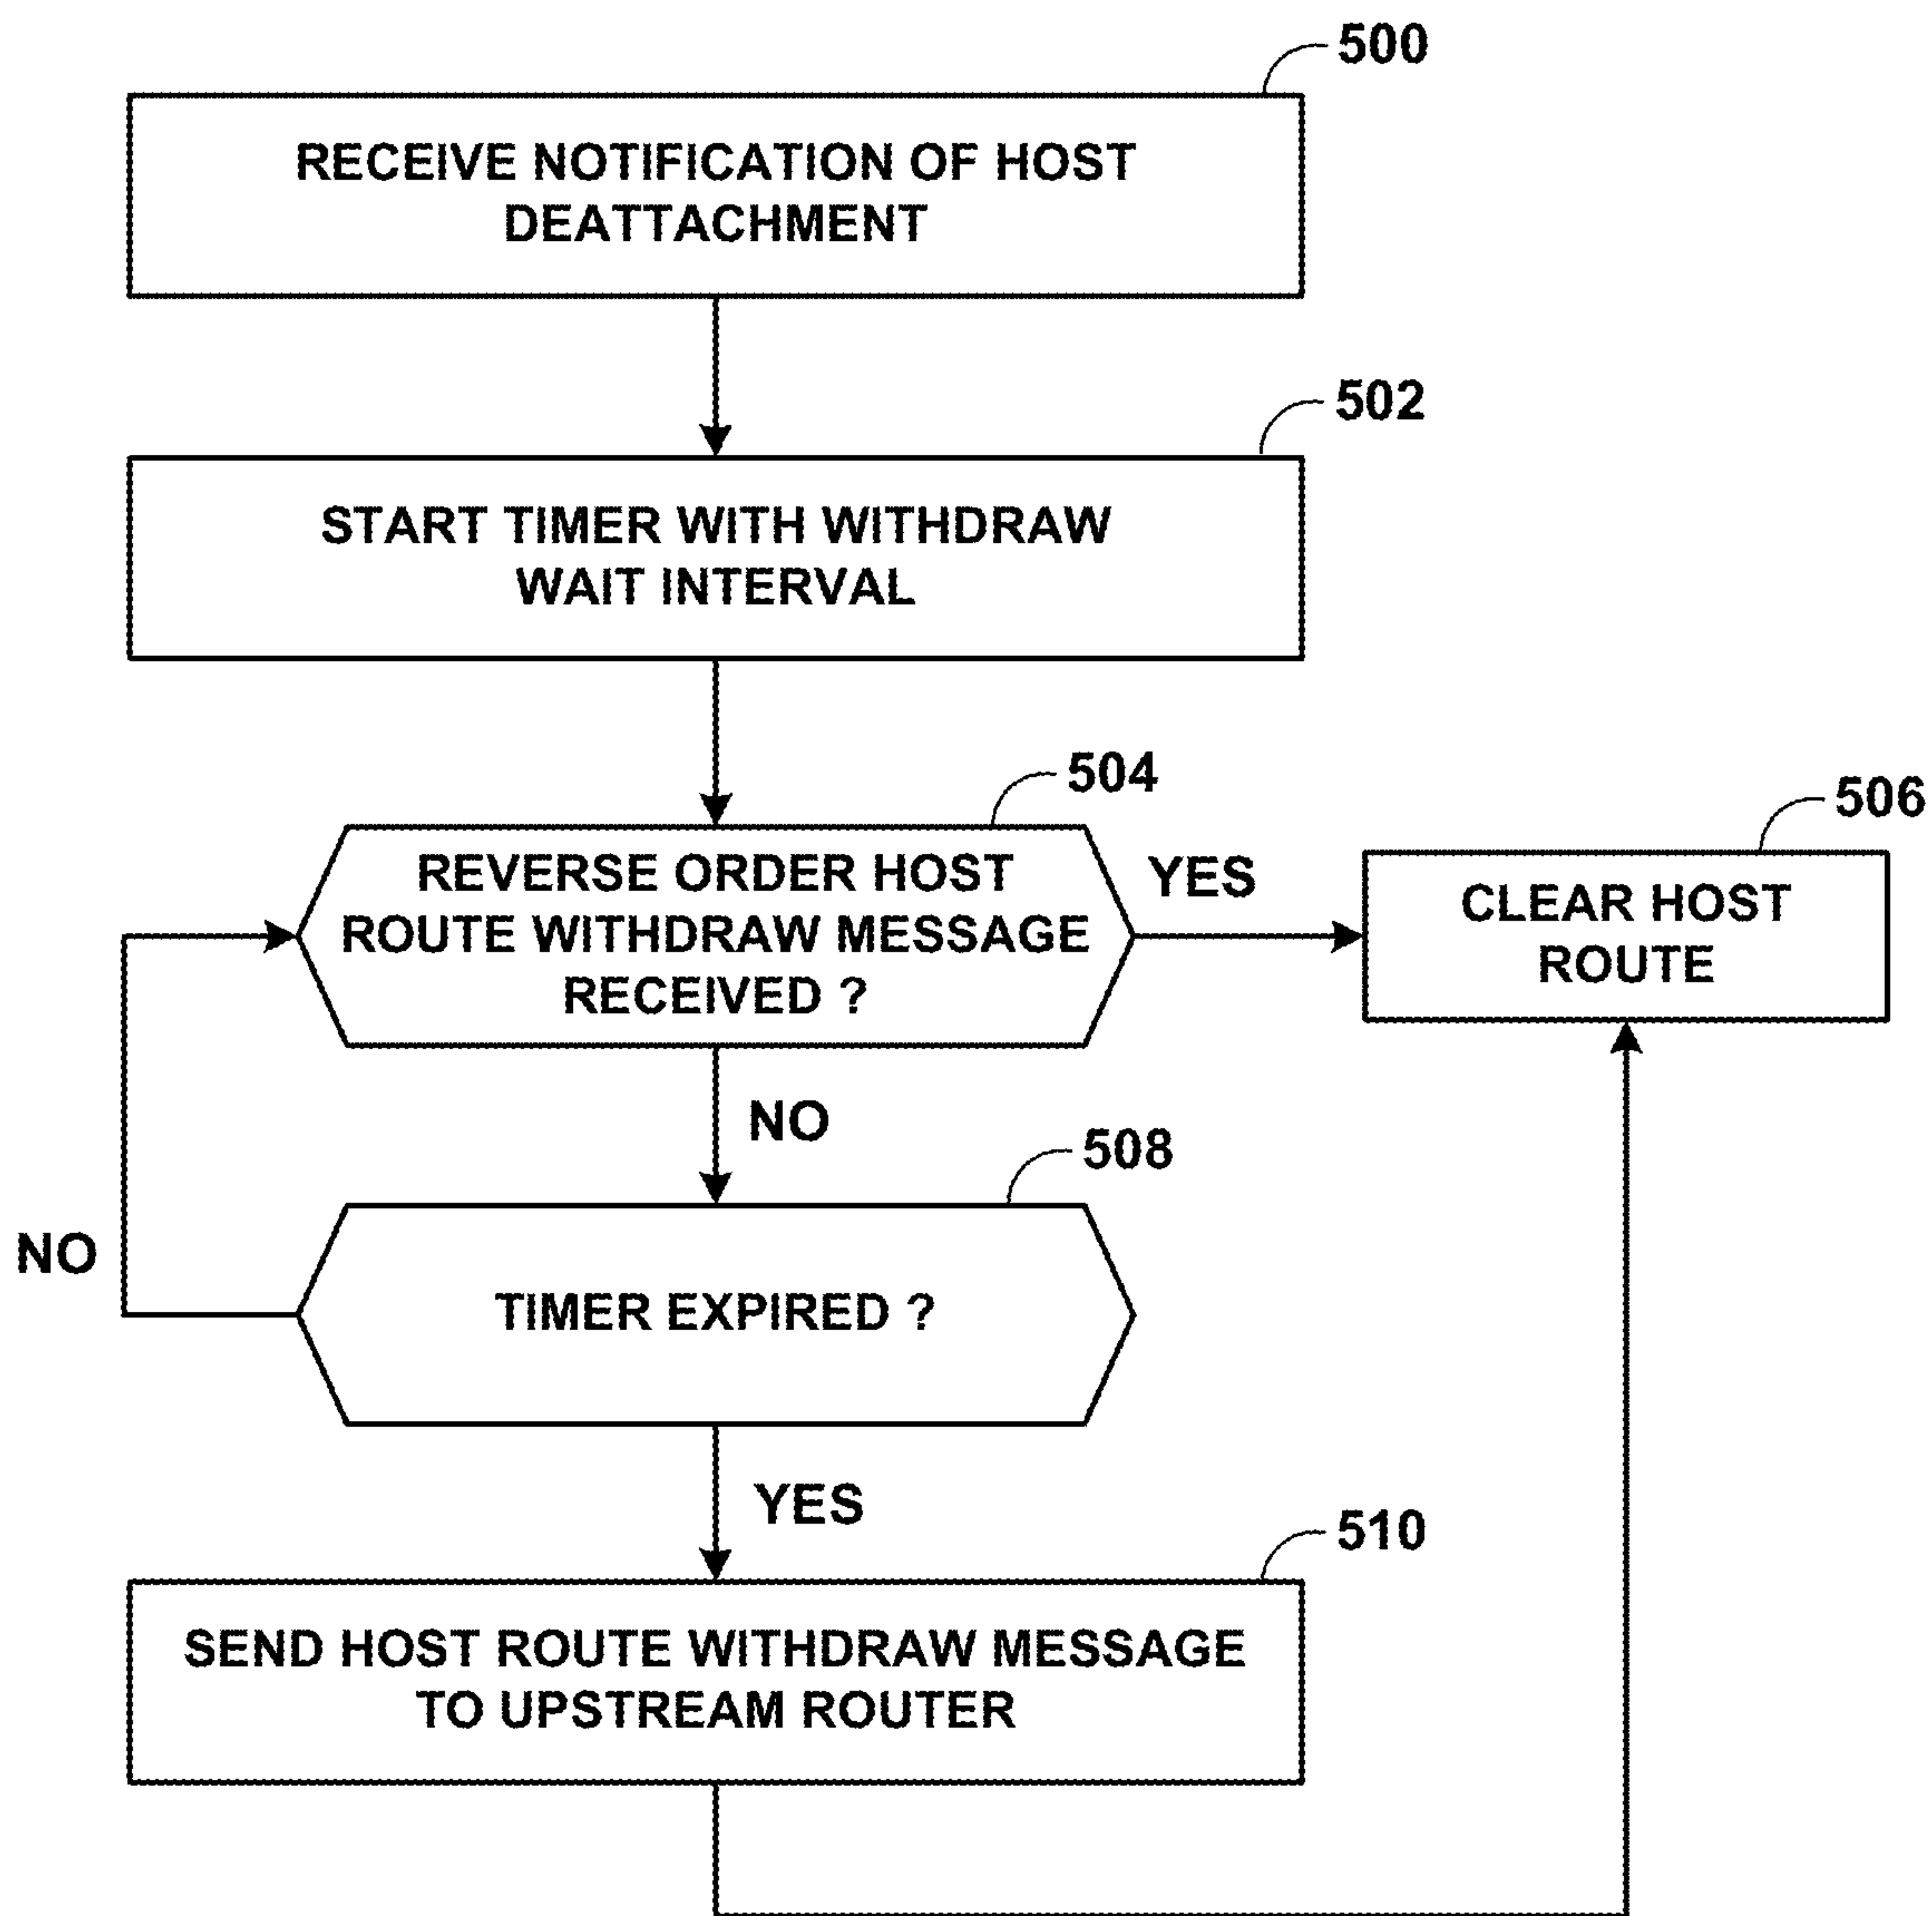 500
RECEIVE NOTIFICATION OF HOST
DEATTACHMENT
502
START TIMER WITH WITHDRAW
WAIT INTERVAL
504
REVERSE ORDER HOST
ROUTE WITHDRAW MESSAGE
RECEIVED ?
YES
506
CLEAR HOST
ROUTE
NO
508
NO
TIMER EXPIRED ?
YES
510
SEND HOST ROUTE WITHDRAW MESSAGE
TO UPSTREAM ROUTER